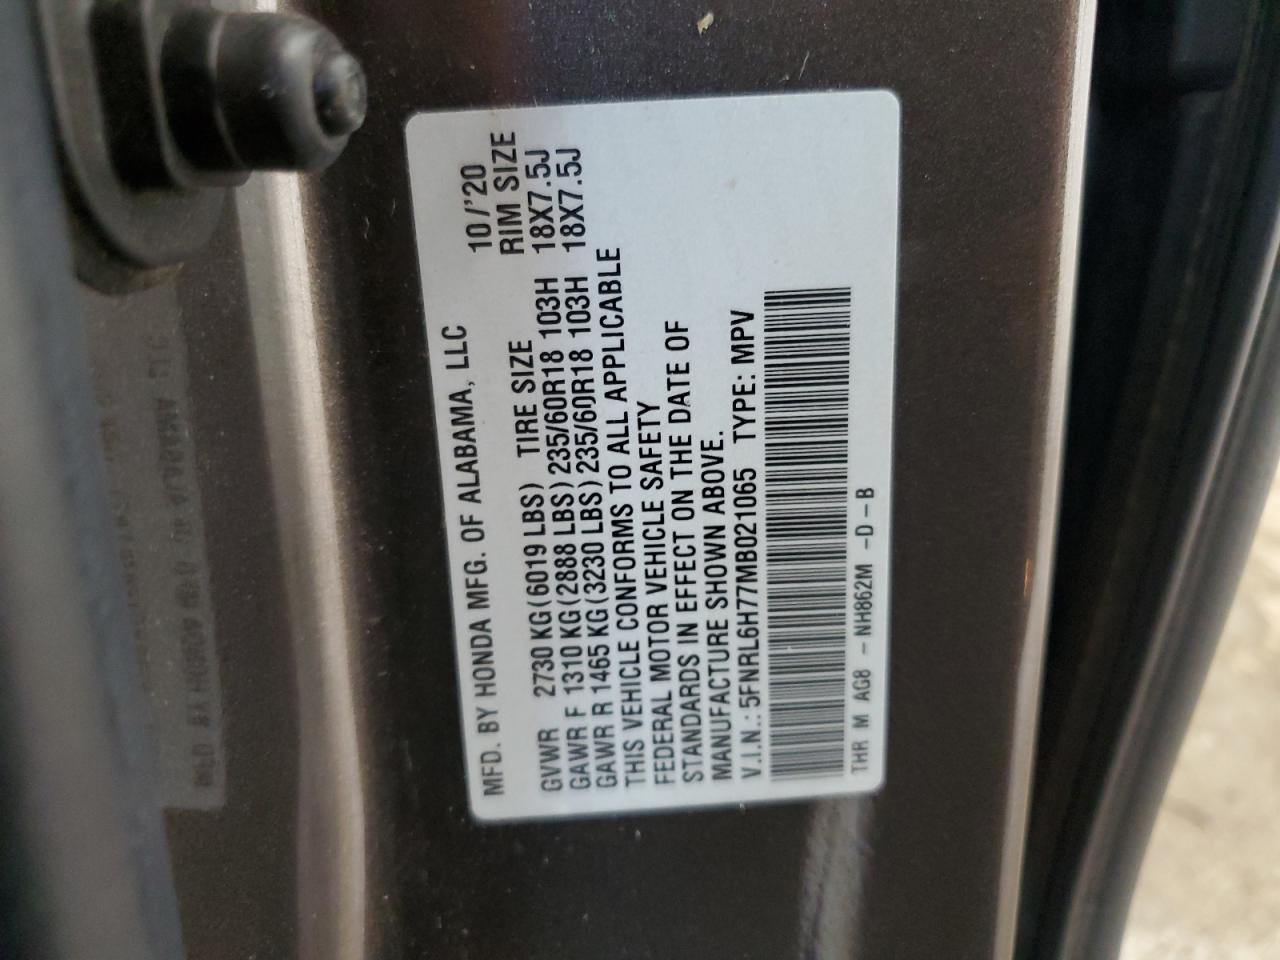 MFD. BY HONDA MFG. OF ALABAMA, LLC 10/'20
GVWR 2730 KG(6019 LBS) TIRE SIZE RIM SIZE
GAWR F 1310 KG(2888 LBS)235/60R18 103H 18X7.5J
GAWR R 1465 KG(3230 LBS)235/60R18 103H 18X7.5J
THIS VEHICLE CONFORMS TO ALL APPLICABLE
FEDERAL MOTOR VEHICLE SAFETY
STANDARDS IN EFFECT ON THE DATE OF
MANUFACTURE SHOWN ABOVE.
V.I.N.: 5FNRL6H77MB021065 TYPE: MPV
THR M AG8 - NH862M -D-B